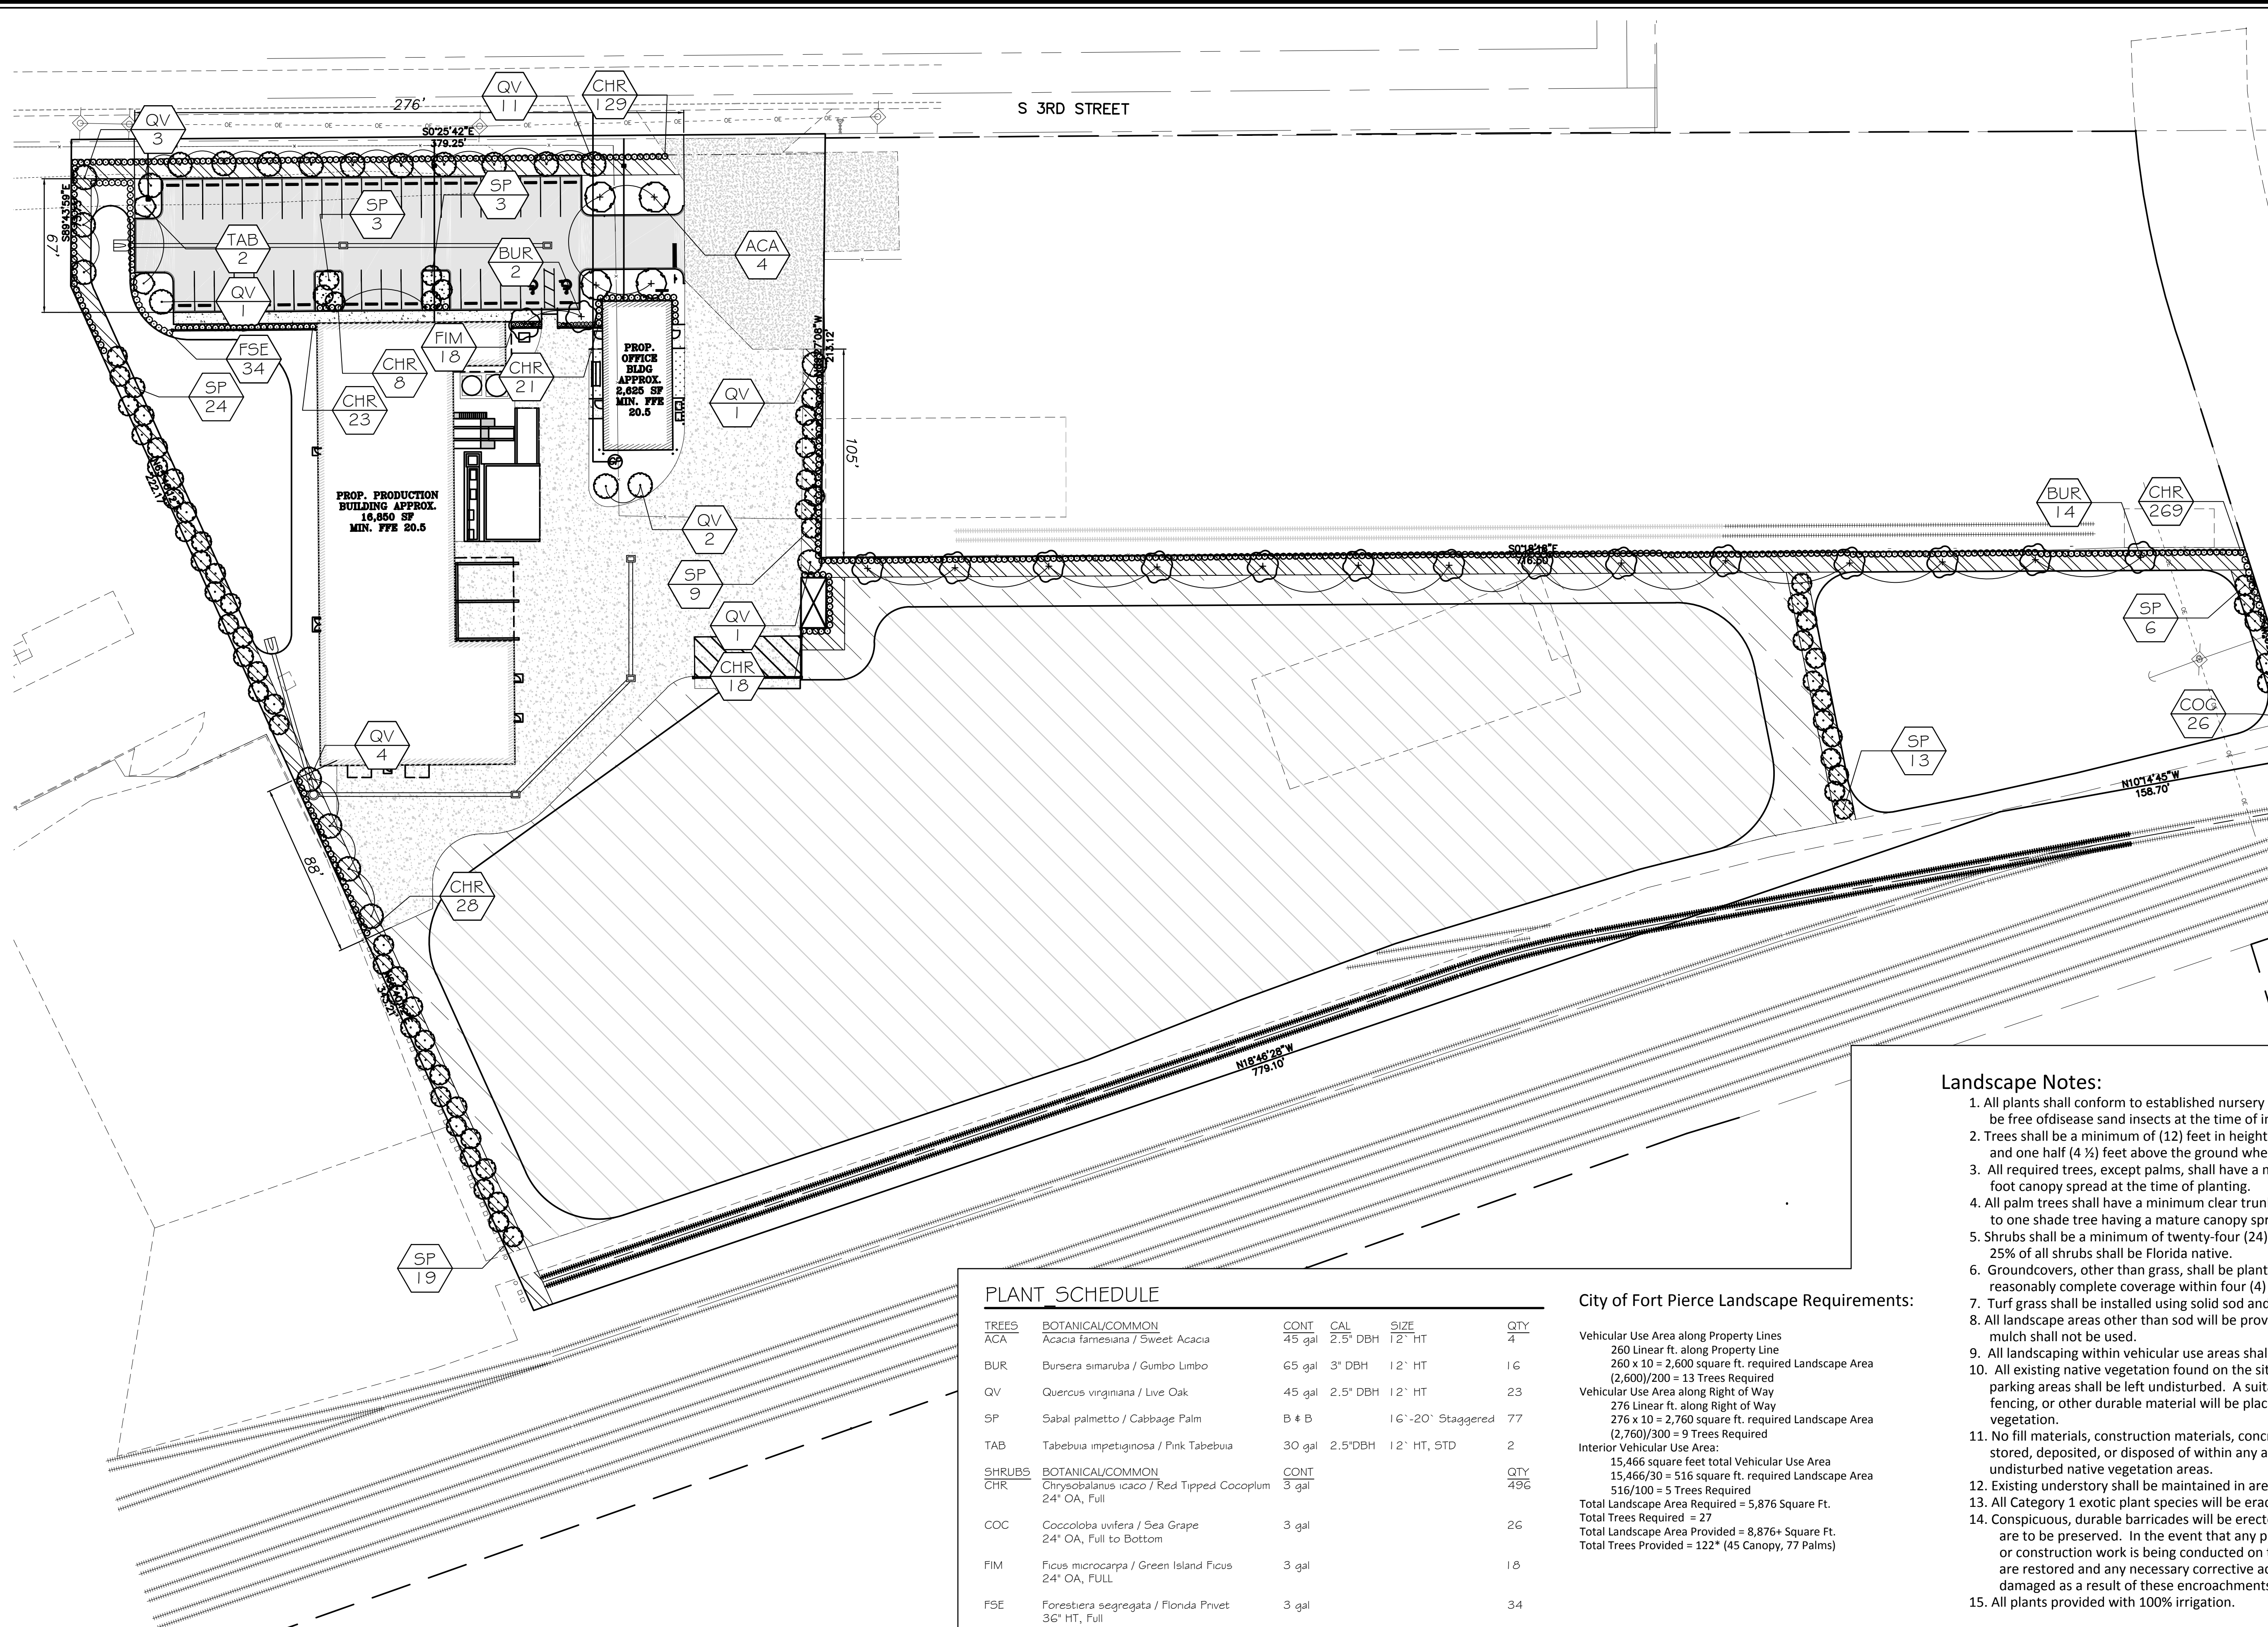 S 3RD STREET
276'
S0°25'42"E
379.25'
QV
11
CHR
129
QV
3
S89°43'59"E
67'
SP
3
SP
3
TAB
2
BUR
2
ACA
4
QV
1
FSE
34
FIM
18
CHR
8
CHR
21
SP
24
CHR
23
PROP.
OFFICE
BLDG
APPROX.
2,625 SF
MIN. FFE
20.5
213.12'
QV
1
105'
PROP. PRODUCTION
BUILDING APPROX.
16,850 SF
MIN. FFE 20.5
QV
2
SP
9
QV
1
CHR
18
S0°18'18"E
BUR
14
CHR
269
SP
6
COC
26
SP
13
N10°14'45"W
158.70'
QV
4
88'
CHR
28
N18°46'28"W
779.10'
SP
19
PLANT_SCHEDULE
TREES BOTANICAL/COMMON CONT CAL SIZE QTY
ACA Acacia farnesiana / Sweet Acacia 45 gal 2.5" DBH 12` HT 4
BUR Bursera simaruba / Gumbo Limbo 65 gal 3" DBH 12` HT 16
QV Quercus virginiana / Live Oak 45 gal 2.5" DBH 12` HT 23
SP Sabal palmetto / Cabbage Palm B & B 16`-20` Staggered 77
TAB Tabebuia impetiginosa / Pink Tabebuia 30 gal 2.5"DBH 12` HT, STD 2
SHRUBS BOTANICAL/COMMON CONT QTY
CHR Chrysobalanus icaco / Red Tipped Cocoplum 3 gal 496
24" OA, Full
COC Coccoloba uvifera / Sea Grape 3 gal 26
24" OA, Full to Bottom
FIM Ficus microcarpa / Green Island Ficus 3 gal 18
24" OA, FULL
FSE Forestiera segregata / Florida Privet 3 gal 34
36" HT, Full
City of Fort Pierce Landscape Requirements:
Vehicular Use Area along Property Lines
260 Linear ft. along Property Line
260 x 10 = 2,600 square ft. required Landscape Area
(2,600)/200 = 13 Trees Required
Vehicular Use Area along Right of Way
276 Linear ft. along Right of Way
276 x 10 = 2,760 square ft. required Landscape Area
(2,760)/300 = 9 Trees Required
Interior Vehicular Use Area:
15,466 square feet total Vehicular Use Area
15,466/30 = 516 square ft. required Landscape Area
516/100 = 5 Trees Required
Total Landscape Area Required = 5,876 Square Ft.
Total Trees Required = 27
Total Landscape Area Provided = 8,876+ Square Ft.
Total Trees Provided = 122* (45 Canopy, 77 Palms)
Landscape Notes:
1. All plants shall conform to established nursery
be free ofdisease sand insects at the time of
2. Trees shall be a minimum of (12) feet in height
and one half (4 ½) feet above the ground
3. All required trees, except palms, shall have a
foot canopy spread at the time of planting.
4. All palm trees shall have a minimum clear
to one shade tree having a mature canopy
5. Shrubs shall be a minimum of twenty-four (24)
25% of all shrubs shall be Florida native.
6. Groundcovers, other than grass, shall be
reasonably complete coverage within four (4)
7. Turf grass shall be installed using solid sod
8. All landscape areas other than sod will be
mulch shall not be used.
9. All landscaping within vehicular use areas
10. All existing native vegetation found on the
parking areas shall be left undisturbed. A
fencing, or other durable material will be
vegetation.
11. No fill materials, construction materials,
stored, deposited, or disposed of within any
undisturbed native vegetation areas.
12. Existing understory shall be maintained in
13. All Category 1 exotic plant species will be
14. Conspicuous, durable barricades will be
are to be preserved. In the event that any
or construction work is being conducted on
are restored and any necessary corrective
damaged as a result of these
15. All plants provided with 100% irrigation.